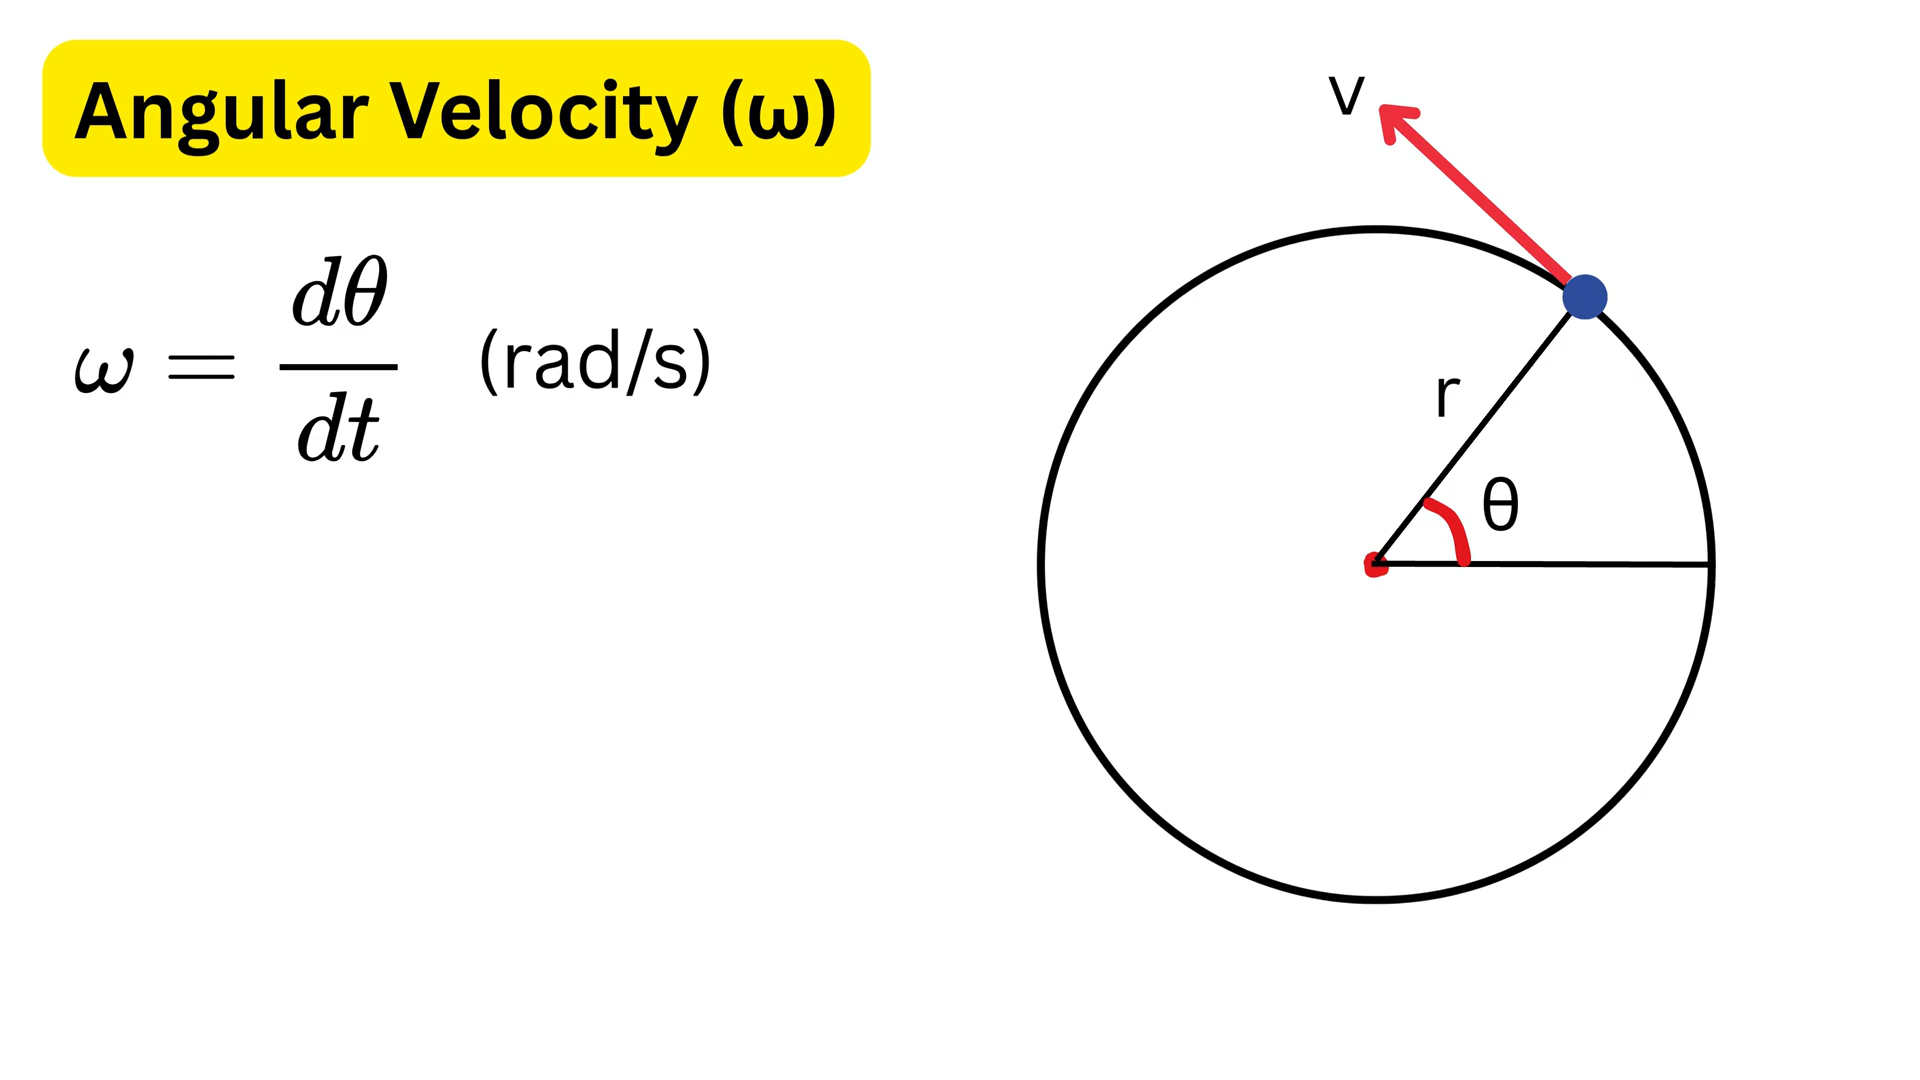 Angular Velocity (ω)
ω = dθ/dt (rad/s)
v
r
θ